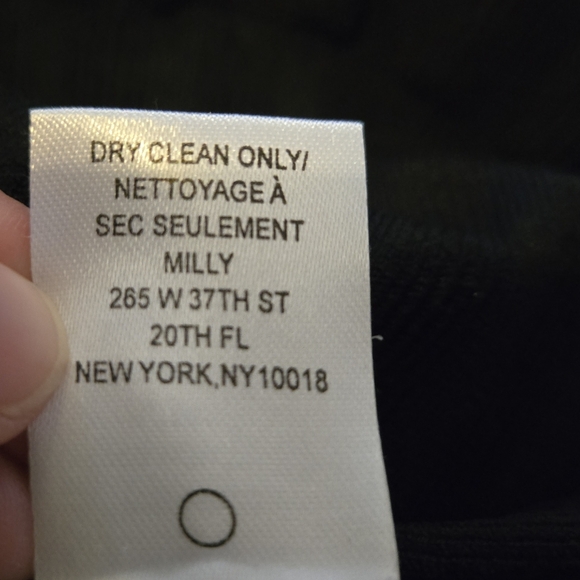 DRY CLEAN ONLY/
NETTOYAGE À
SEC SEULEMENT
MILLY
265 W 37TH ST
20TH FL
NEW YORK,NY10018